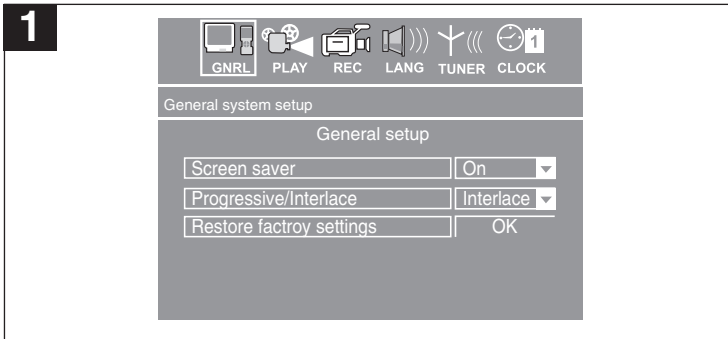 1
GNRL PLAY REC LANG TUNER CLOCK
1
General system setup
General setup
Screen saver On
Progressive/Interlace Interlace
Restore factroy settings OK